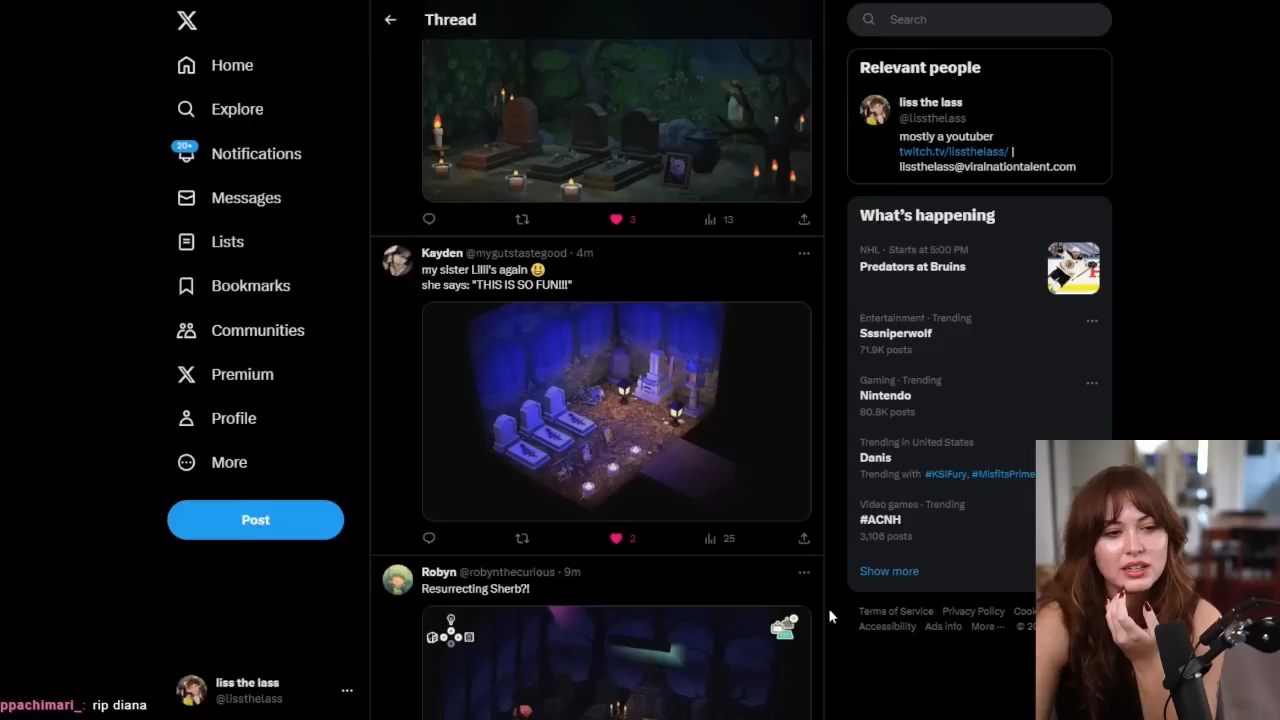 Home
Explore
20+
Notifications
Messages
Lists
Bookmarks
Communities
Premium
Profile
More
Post
liss the lass
@lissthelass
ppachimari_: rip diana
Thread
3
13
Kayden @mygutstastegood · 4m
my sister Lilli's again 😃
she says: "THIS IS SO FUN!!!"
2
25
Robyn @robynthecurious · 9m
Resurrecting Sherb?!
Search
Relevant people
liss the lass
@lissthelass
mostly a youtuber
twitch.tv/lissthelass/ |
lissthelass@viralnationtalent.com
What's happening
NHL · Starts at 5:00 PM
Predators at Bruins
Entertainment · Trending
Sssniperwolf
71.9K posts
Gaming · Trending
Nintendo
80.8K posts
Trending in United States
Danis
Trending with #KSIFury, #MisfitsPrime
Video games · Trending
#ACNH
3,106 posts
Show more
Terms of Service Privacy Policy Cook
Accessibility Ads info More ··· © 20